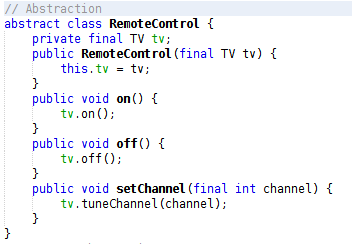 // Abstraction
abstract class RemoteControl {
    private final TV tv;
    public RemoteControl(final TV tv) {
        this.tv = tv;
    }
    public void on() {
        tv.on();
    }
    public void off() {
        tv.off();
    }
    public void setChannel(final int channel) {
        tv.tuneChannel(channel);
    }
}